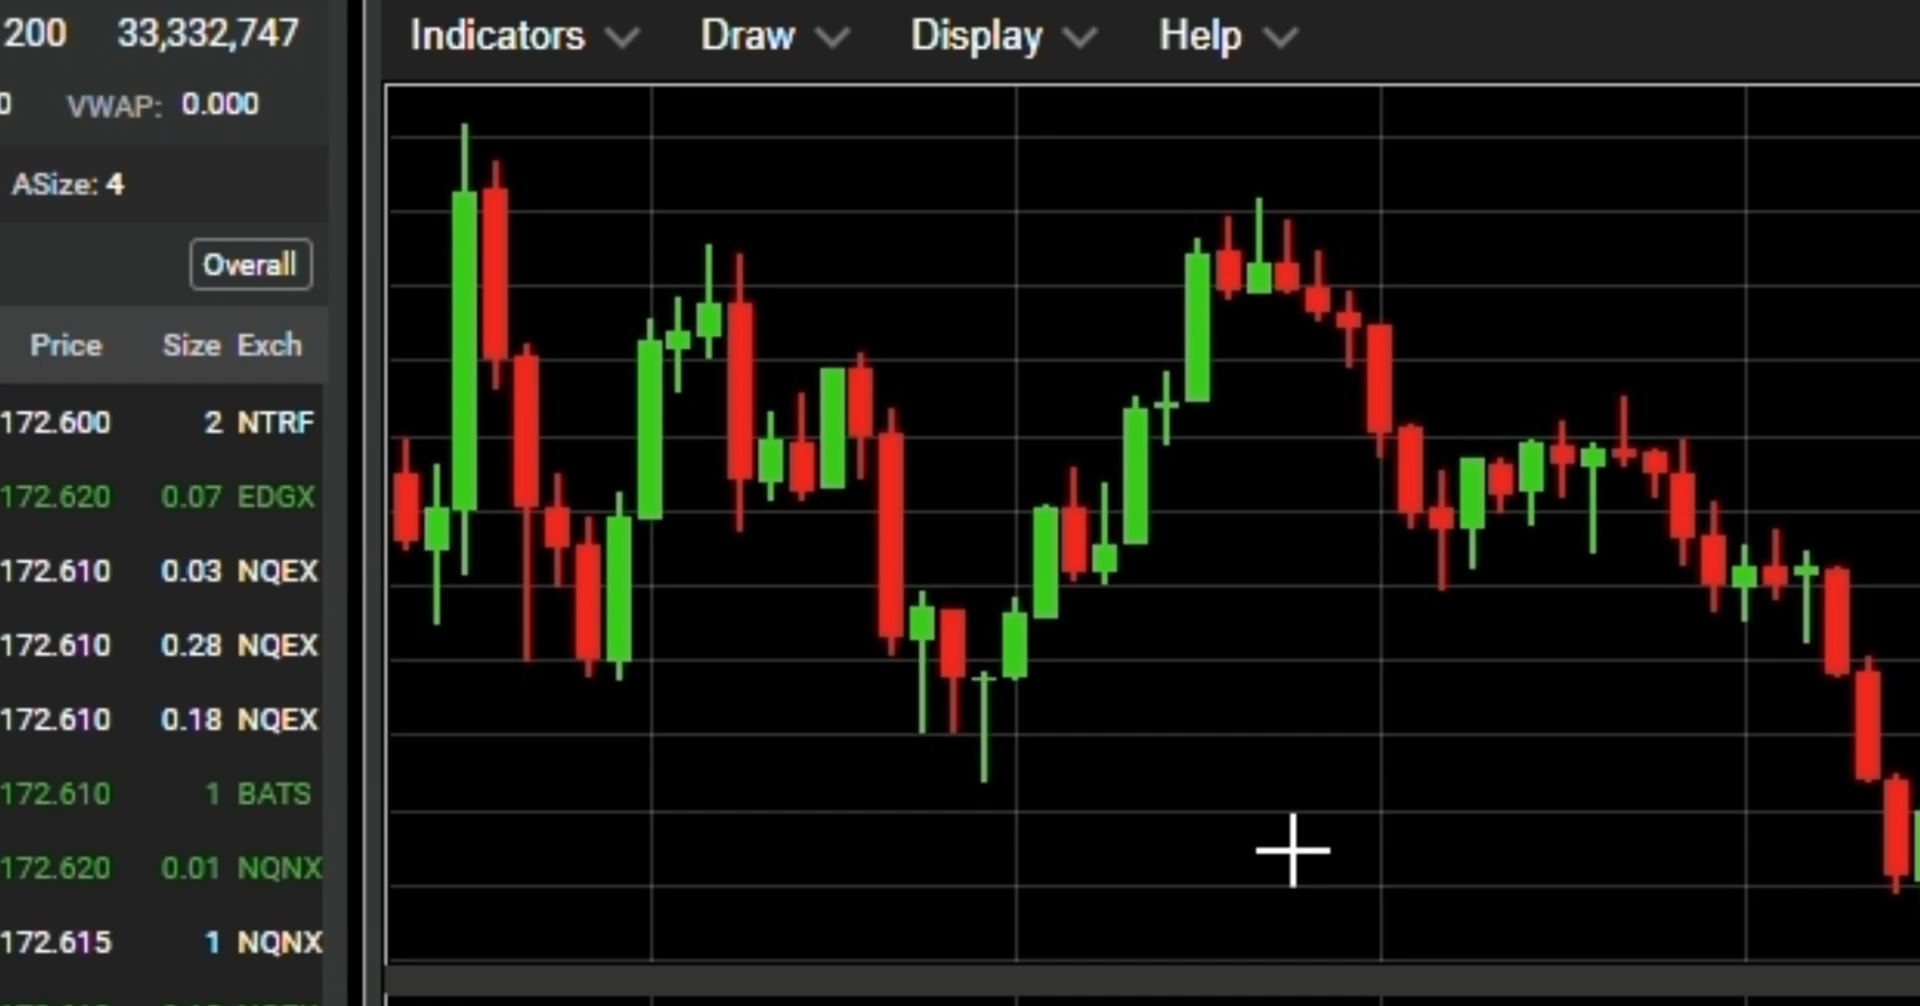 200 33,332,747
Indicators Draw Display Help
0 VWAP: 0.000
ASize: 4
Overall
Price Size Exch
172.600 2 NTRF
172.620 0.07 EDGX
172.610 0.03 NQEX
172.610 0.28 NQEX
172.610 0.18 NQEX
172.610 1 BATS
172.620 0.01 NQNX
172.615 1 NQNX